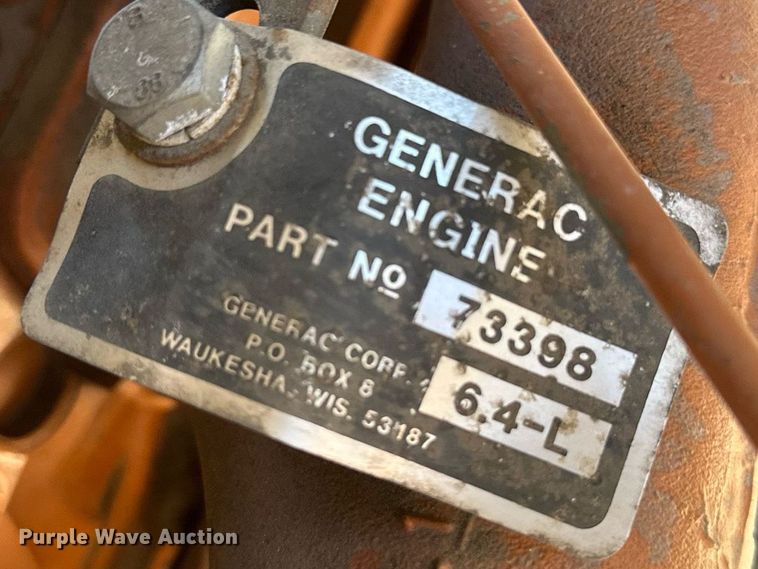 GENERAC
ENGINE
PART No 73398
6.4-L
GENERAC CORP.
P.O. BOX 8
WAUKESHA, WIS. 53187
Purple Wave Auction